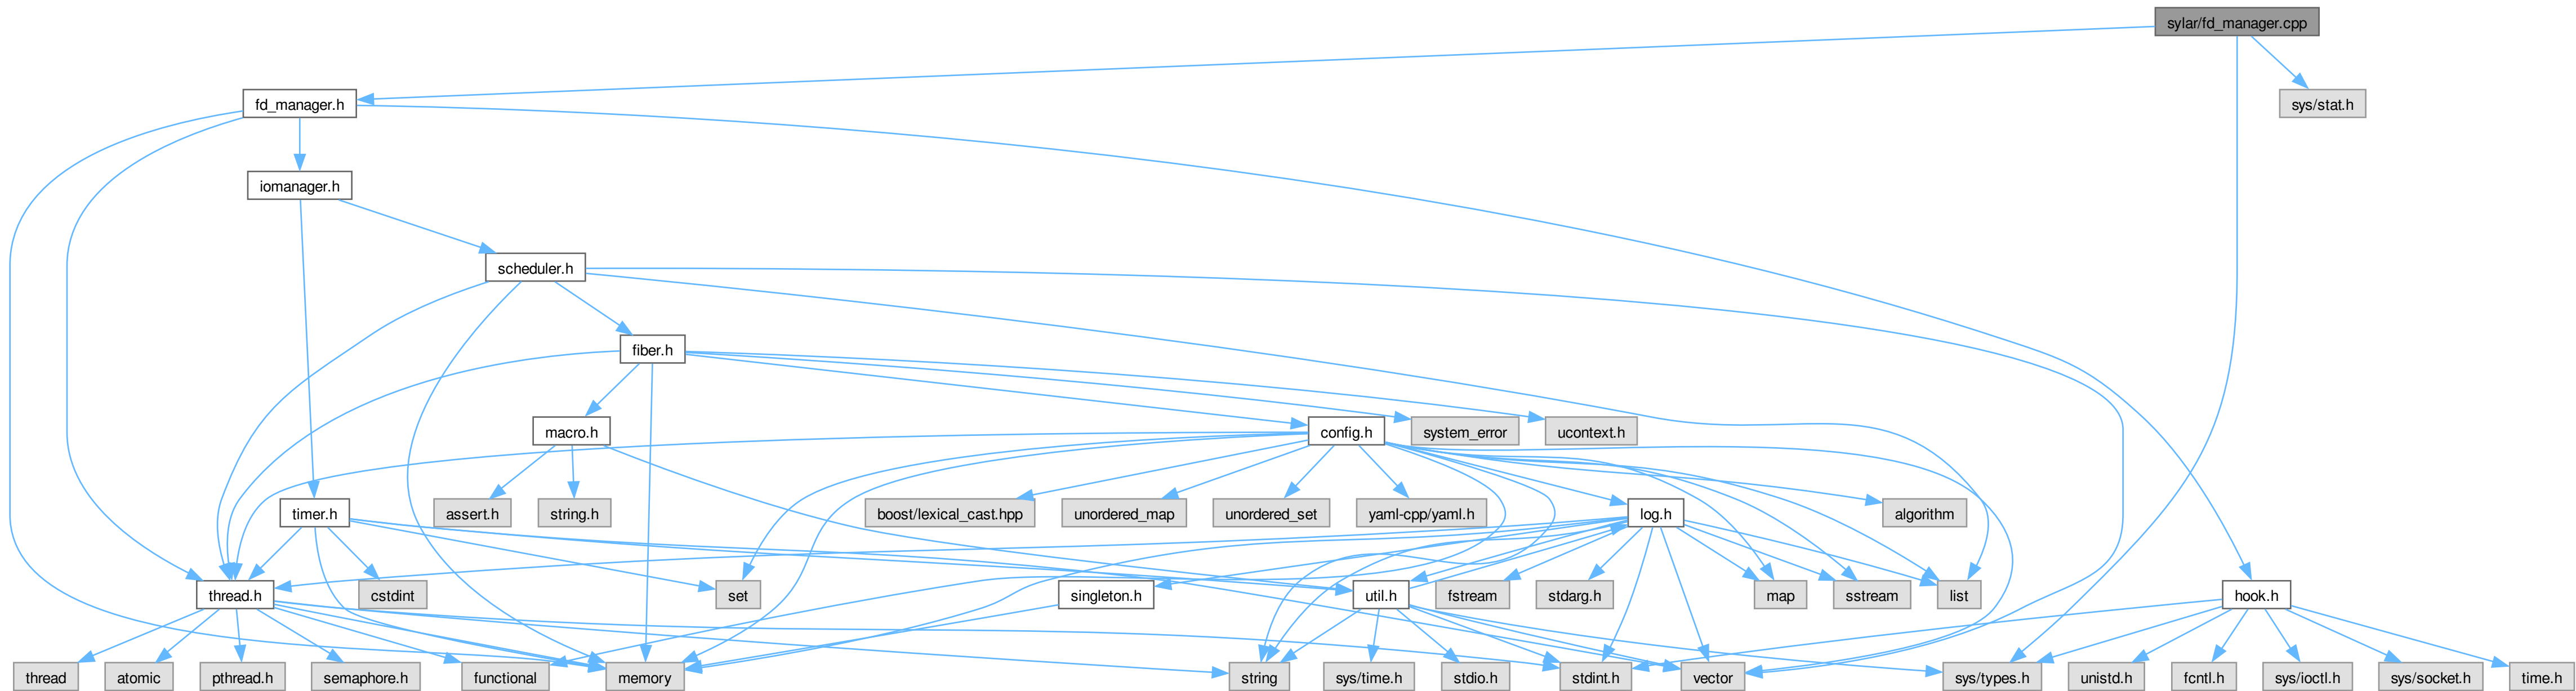 sylar/fd_manager.cpp
fd_manager.h
sys/stat.h
iomanager.h
scheduler.h
fiber.h
macro.h
config.h
system_error
ucontext.h
timer.h
assert.h
string.h
boost/lexical_cast.hpp
unordered_map
unordered_set
yaml-cpp/yaml.h
log.h
algorithm
thread.h
cstdint
set
singleton.h
util.h
fstream
stdarg.h
map
sstream
list
hook.h
thread
atomic
pthread.h
semaphore.h
functional
memory
string
sys/time.h
stdio.h
stdint.h
vector
sys/types.h
unistd.h
fcntl.h
sys/ioctl.h
sys/socket.h
time.h